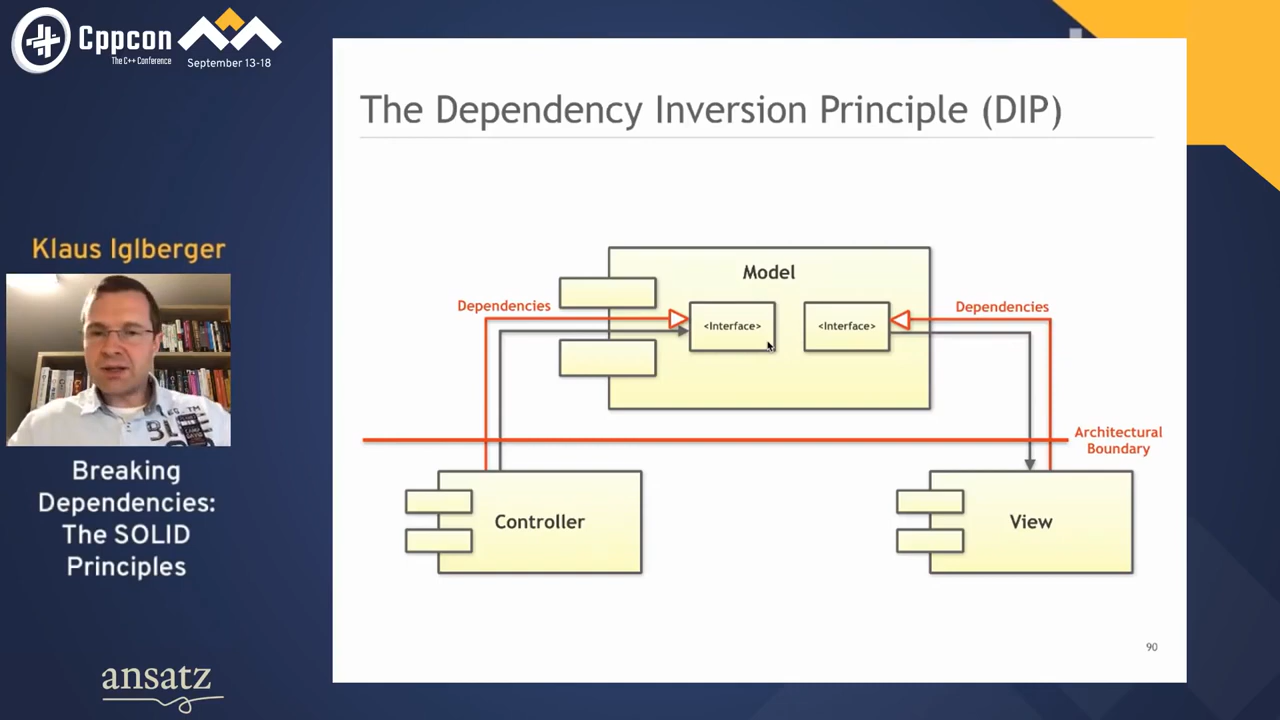 Cppcon
The C++ Conference
September 13-18
The Dependency Inversion Principle (DIP)
Klaus Iglberger
Breaking
Dependencies:
The SOLID
Principles
ansatz
Model
Dependencies
<Interface>
<Interface>
Dependencies
Architectural
Boundary
Controller
View
90